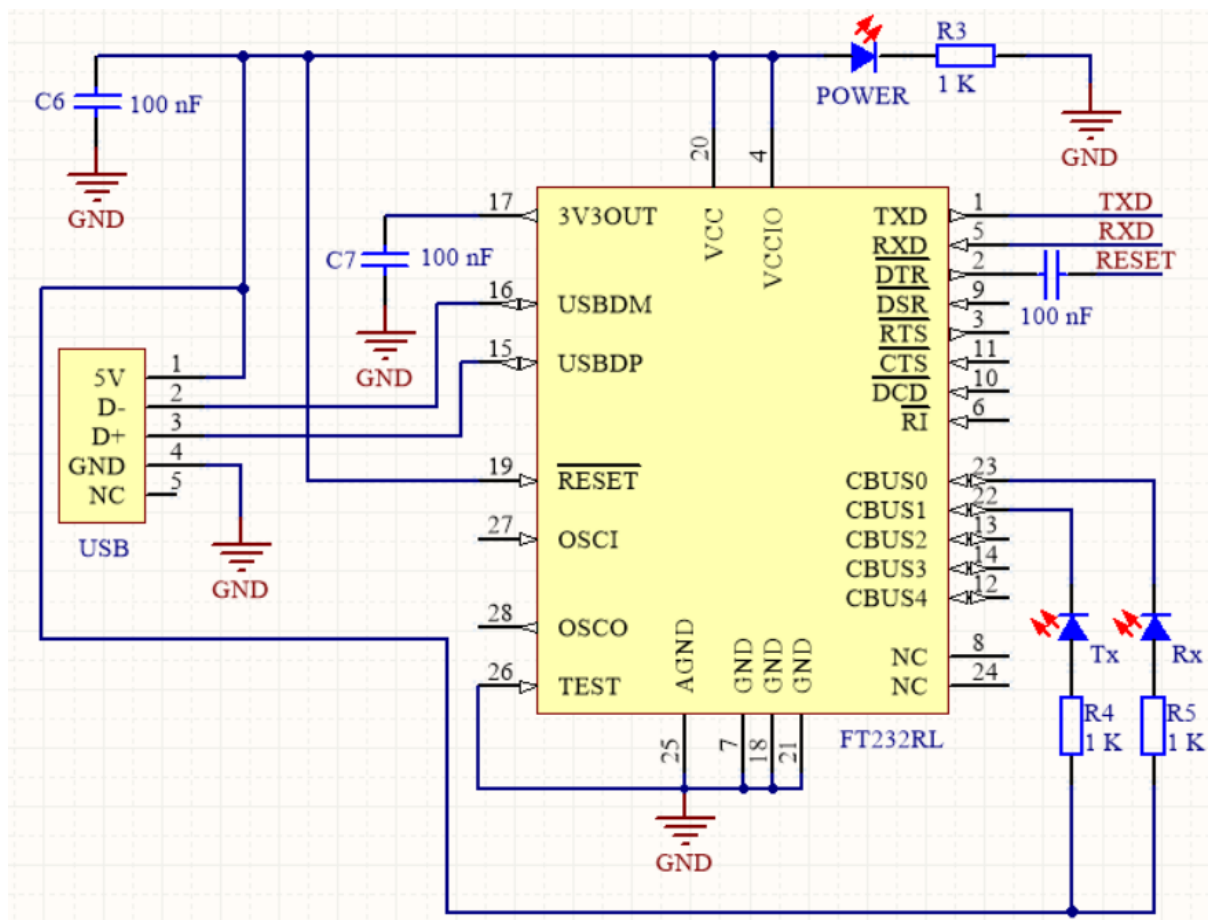 R3
1 K
POWER
GND
C6
100 nF
GND
20
4
17
3V3OUT
VCC
VCCIO
TXD
1
TXD
RXD
5
RXD
DTR
2
RESET
100 nF
C7
100 nF
GND
16
USBDM
DSR
9
RTS
3
15
USBDP
CTS
11
DCD
10
RI
6
5V
1
D-
2
D+
3
GND
4
NC
5
USB
GND
19
RESET
CBUS0
23
CBUS1
22
27
OSCI
CBUS2
13
CBUS3
14
CBUS4
12
28
OSCO
26
TEST
AGND
GND
GND
GND
NC
8
NC
24
Tx
Rx
R4
1 K
R5
1 K
25
7
18
21
FT232RL
GND